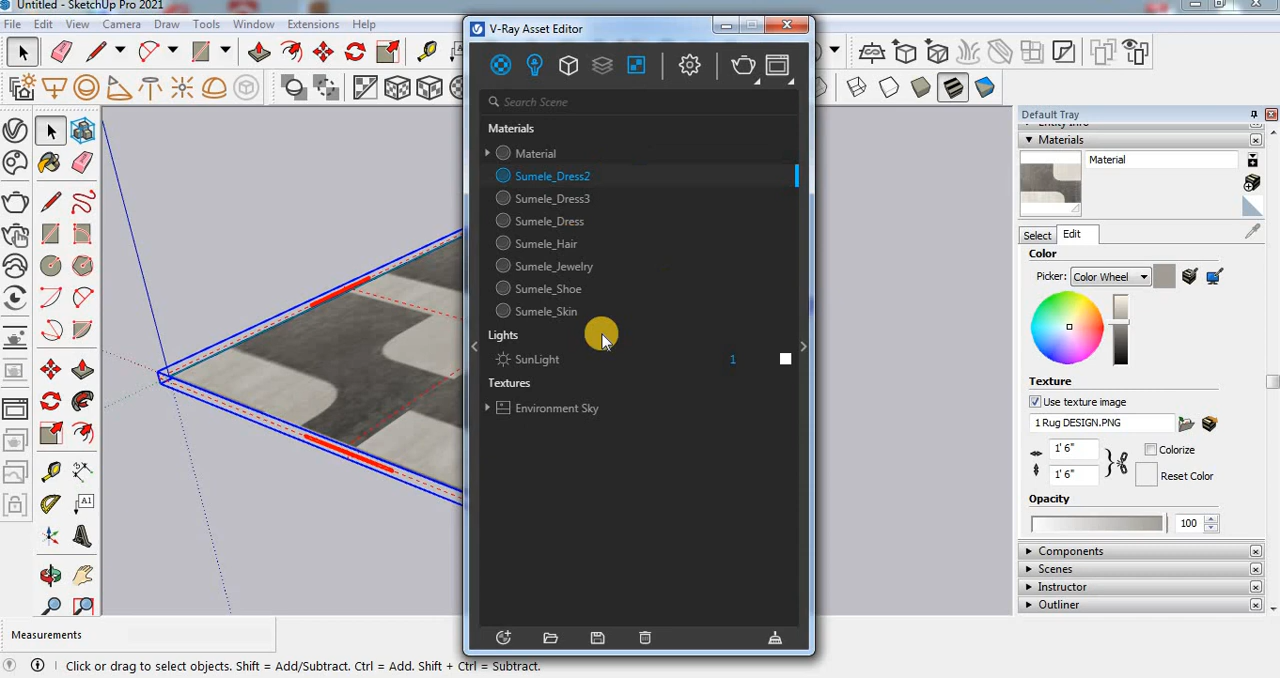 Untitled - SketchUp Pro 2021
File Edit View Camera Draw Tools Window Extensions Help
V-Ray Asset Editor
Search Scene
Materials
Material
Sumele_Dress2
Sumele_Dress3
Sumele_Dress
Sumele_Hair
Sumele_Jewelry
Sumele_Shoe
Sumele_Skin
Lights
SunLight 1
Textures
Environment Sky
Default Tray
Materials
Material
Select Edit
Color
Picker: Color Wheel
Texture
Use texture image
1 Rug DESIGN.PNG
1' 6"
Colorize
1' 6"
Reset Color
Opacity
100
Components
Scenes
Instructor
Outliner
A1
Measurements
Click or drag to select objects. Shift = Add/Subtract. Ctrl = Add. Shift + Ctrl = Subtract.